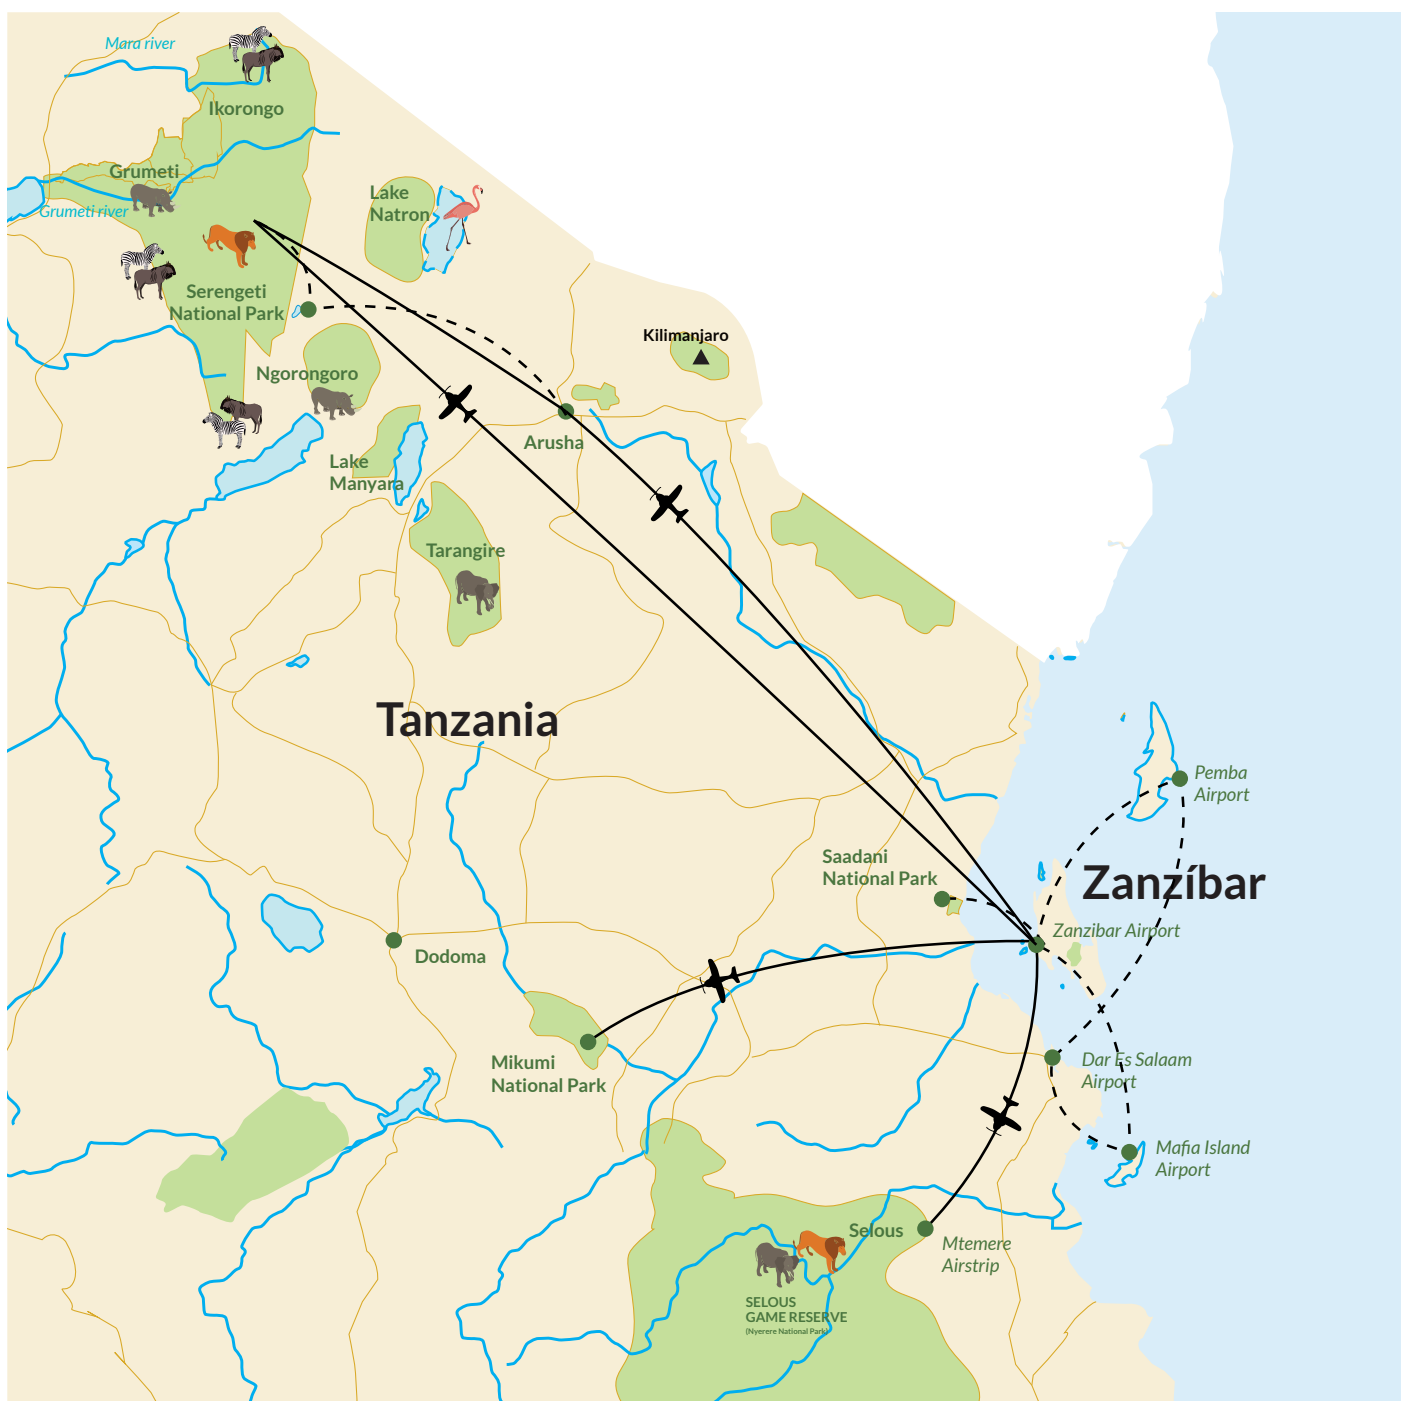 Mara river
Ikorongo
Grumeti
Grumeti river
Lake
Natron
Serengeti
National Park
Kilimanjaro
Ngorongoro
Arusha
Lake
Manyara
Tarangire
Tanzania
Pemba
Airport
Saadani
National Park
Zanzíbar
Zanzibar Airport
Dodoma
Mikumi
National Park
Dar Es Salaam
Airport
Mafia Island
Airport
Selous
Mtemere
Airstrip
SELOUS
GAME RESERVE
(Nyerere National Park)